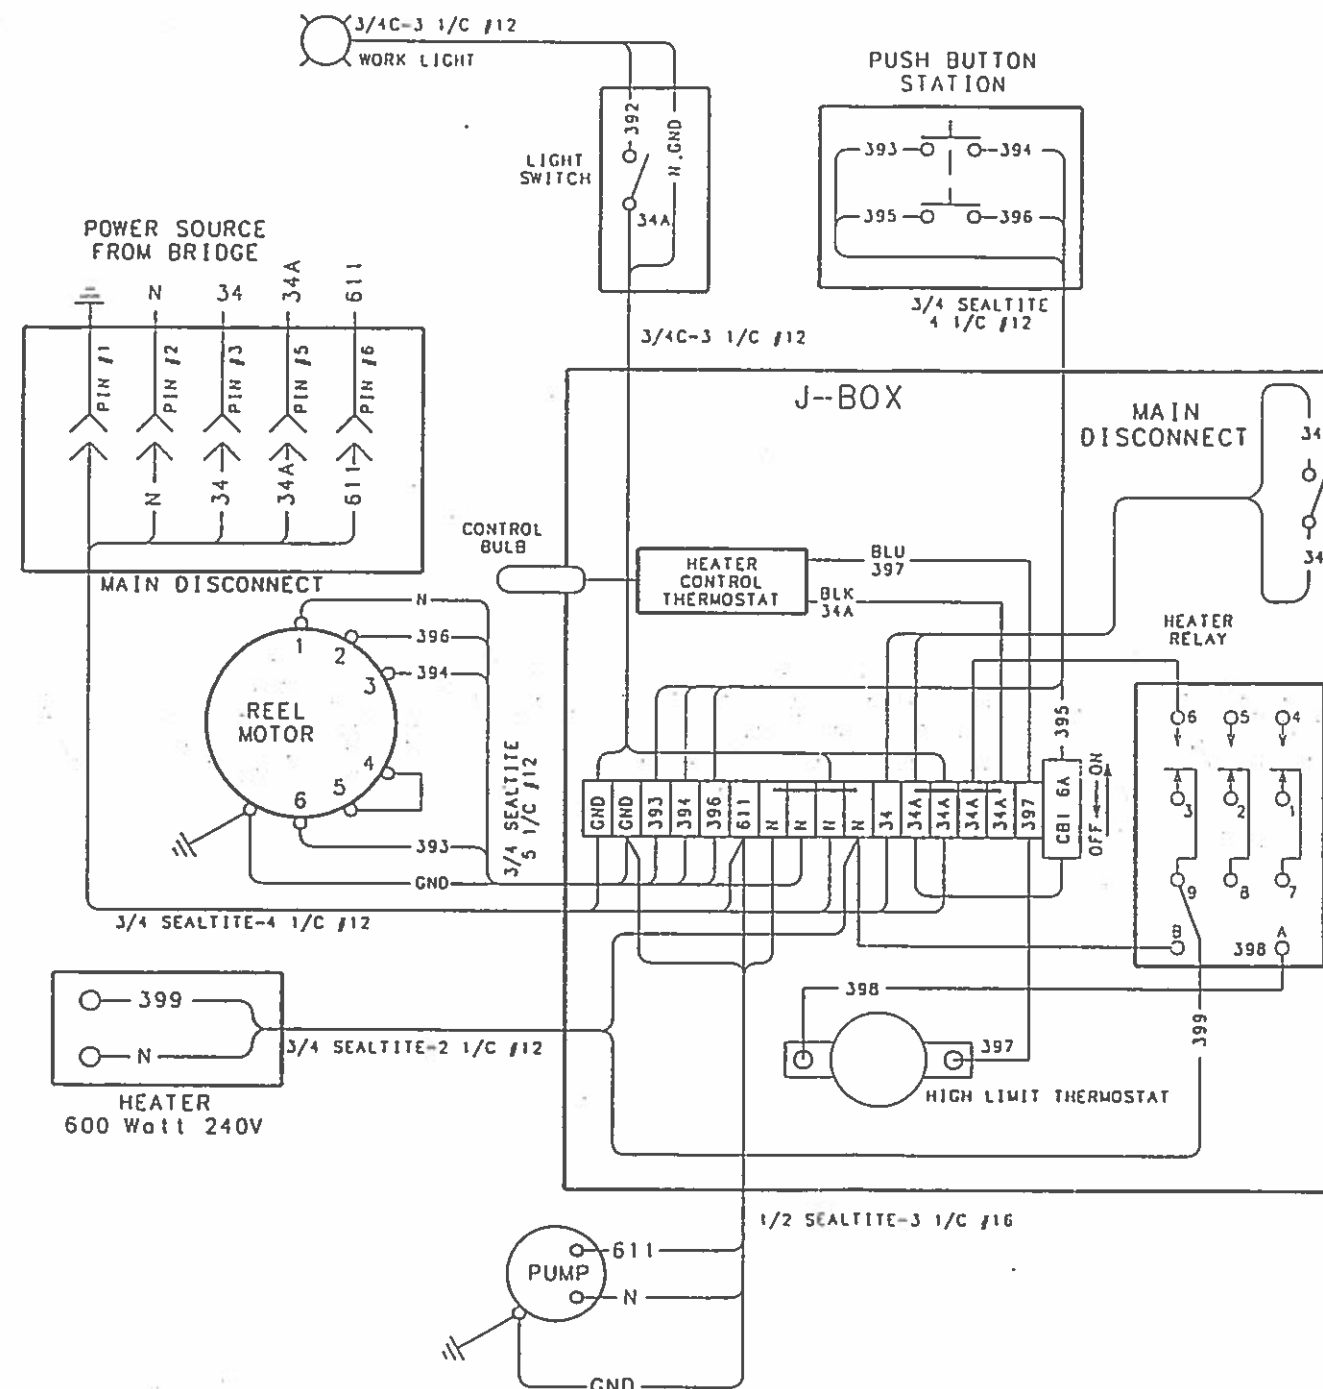 3/4C-3 1/C #12
WORK LIGHT
PUSH BUTTON
STATION
392
N.GND
LIGHT
SWITCH
34A
393
394
395
396
3/4 SEALTITE
4 1/C #12
3/4C-3 1/C #12
POWER SOURCE
FROM BRIDGE
N
34
34A
611
PIN #1
PIN #2
PIN #3
PIN #5
PIN #6
N
34
34A
611
MAIN DISCONNECT
J--BOX
MAIN
DISCONNECT
34
34
CONTROL
BULB
HEATER
CONTROL
THERMOSTAT
BLU
397
BLK
34A
HEATER
RELAY
N
396
394
1
2
3
REEL
MOTOR
4
5
6
393
GND
3/4 SEALTITE
5 1/C #12
395
GND
GND
393
394
396
611
N
N
N
N
34
34A
34A
34A
34A
397
CB1 6A
OFF
ON
6
5
4
3
2
1
9
8
7
B
A
398
3/4 SEALTITE-4 1/C #12
399
N
3/4 SEALTITE-2 1/C #12
HEATER
600 Watt 240V
398
397
399
HIGH LIMIT THERMOSTAT
1/2 SEALTITE-3 1/C #16
611
PUMP
N
GND